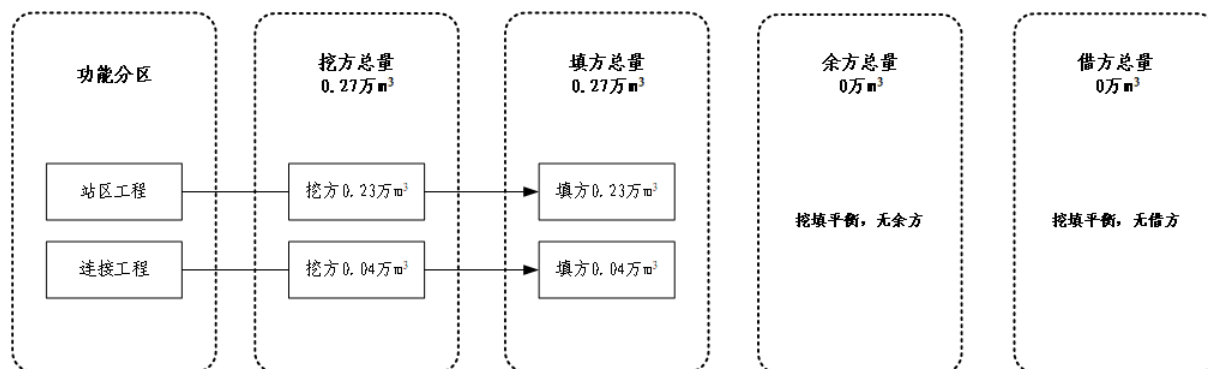 功能分区
挖方总量
0.27万m³
填方总量
0.27万m³
余方总量
0万m³
借方总量
0万m³
站区工程
挖方0.23万m³
填方0.23万m³
连接工程
挖方0.04万m³
填方0.04万m³
挖填平衡，无余方
挖填平衡，无借方